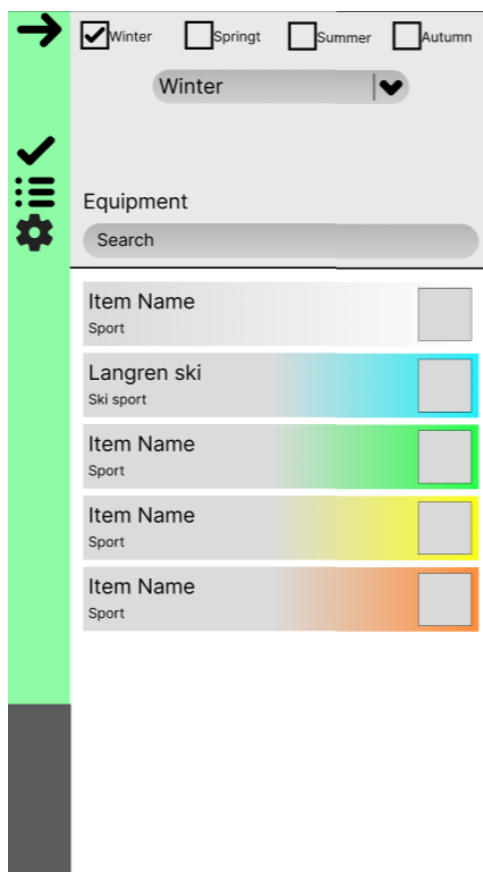 Winter Springt Summer Autumn
Winter
Equipment
Search
Item Name
Sport
Langren ski
Ski sport
Item Name
Sport
Item Name
Sport
Item Name
Sport